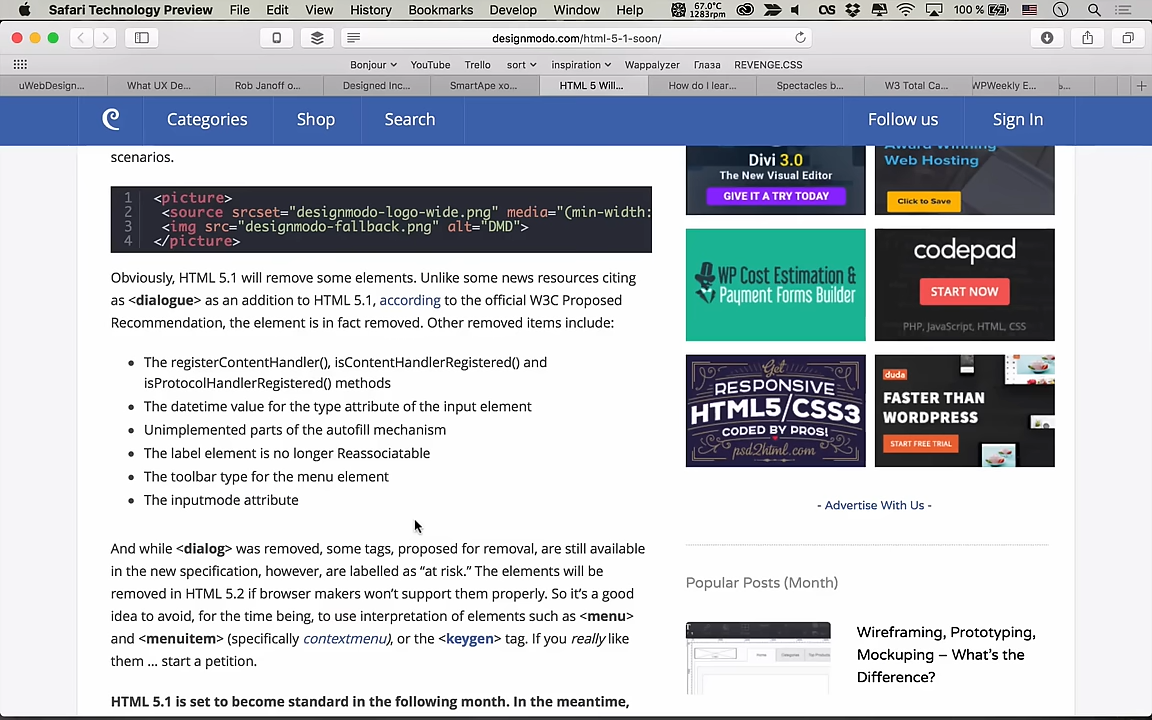 Safari Technology Preview File Edit View History Bookmarks Develop Window Help 67.0°C 1283rpm 100 %
designmodo.com/html-5-1-soon/
Bonjour YouTube Trello sort inspiration Wappalyzer Глаза REVENGE.CSS
uWebDesign... What UX De... Rob Janoff o... Designed Inc... SmartApe xo... HTML 5 Will... How do I lear... Spectacles b... W3 Total Ca... WPWeekly E...
Categories Shop Search Follow us Sign In
scenarios.
1 <picture>
2 <source srcset="designmodo-logo-wide.png" media="(min-width:
3 <img src="designmodo-fallback.png" alt="DMD">
4 </picture>
Obviously, HTML 5.1 will remove some elements. Unlike some news resources citing
as <dialogue> as an addition to HTML 5.1, according to the official W3C Proposed
Recommendation, the element is in fact removed. Other removed items include:
The registerContentHandler(), isContentHandlerRegistered() and
isProtocolHandlerRegistered() methods
The datetime value for the type attribute of the input element
Unimplemented parts of the autofill mechanism
The label element is no longer Reassociatable
The toolbar type for the menu element
The inputmode attribute
And while <dialog> was removed, some tags, proposed for removal, are still available
in the new specification, however, are labelled as “at risk.” The elements will be
removed in HTML 5.2 if browser makers won’t support them properly. So it’s a good
idea to avoid, for the time being, to use interpretation of elements such as <menu>
and <menuitem> (specifically contextmenu), or the <keygen> tag. If you really like
them … start a petition.
HTML 5.1 is set to become standard in the following month. In the meantime,
Divi 3.0
The New Visual Editor
GIVE IT A TRY TODAY
Award-Winning
Web Hosting
Click to Save
WP Cost Estimation &
Payment Forms Builder
codepad
START NOW
PHP, JavaScript, HTML, CSS
Get
RESPONSIVE
HTML5/CSS3
CODED BY PROS!
psd2html.com
duda
FASTER THAN
WORDPRESS
START FREE TRIAL
- Advertise With Us -
Popular Posts (Month)
Wireframing, Prototyping,
Mockuping – What’s the
Difference?